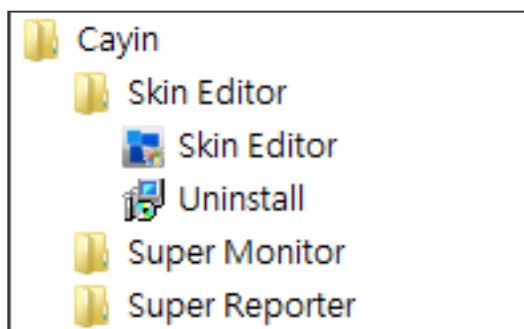 Cayin
Skin Editor
Skin Editor
Uninstall
Super Monitor
Super Reporter